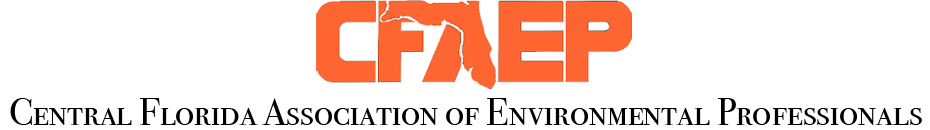 CFAEP
Central Florida Association of Environmental Professionals